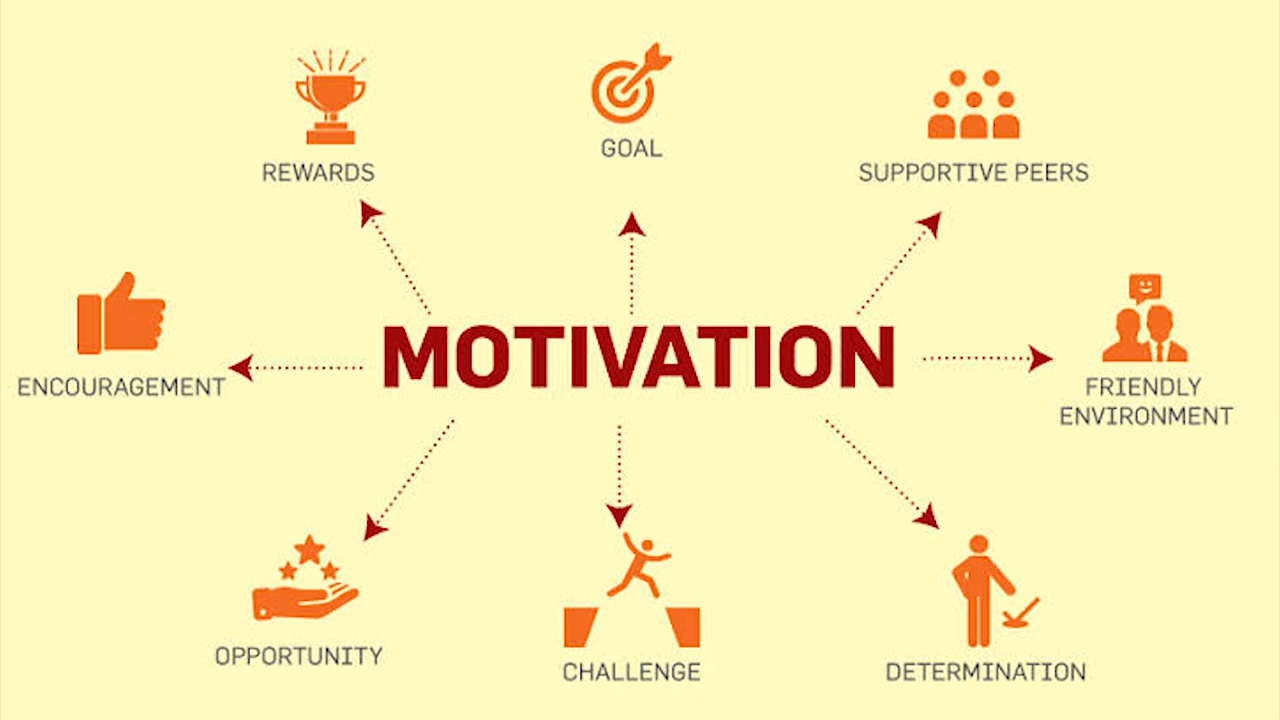 REWARDS
GOAL
SUPPORTIVE PEERS
ENCOURAGEMENT
MOTIVATION
FRIENDLY
ENVIRONMENT
OPPORTUNITY
CHALLENGE
DETERMINATION